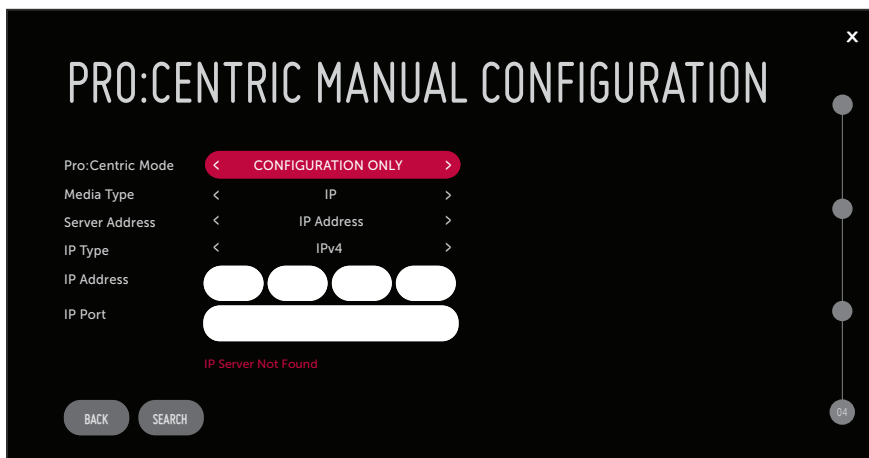 X
PRO:CENTRIC MANUAL CONFIGURATION
Pro:Centric Mode < CONFIGURATION ONLY >
Media Type < IP >
Server Address < IP Address >
IP Type < IPv4 >
IP Address
IP Port
IP Server Not Found
BACK SEARCH
04